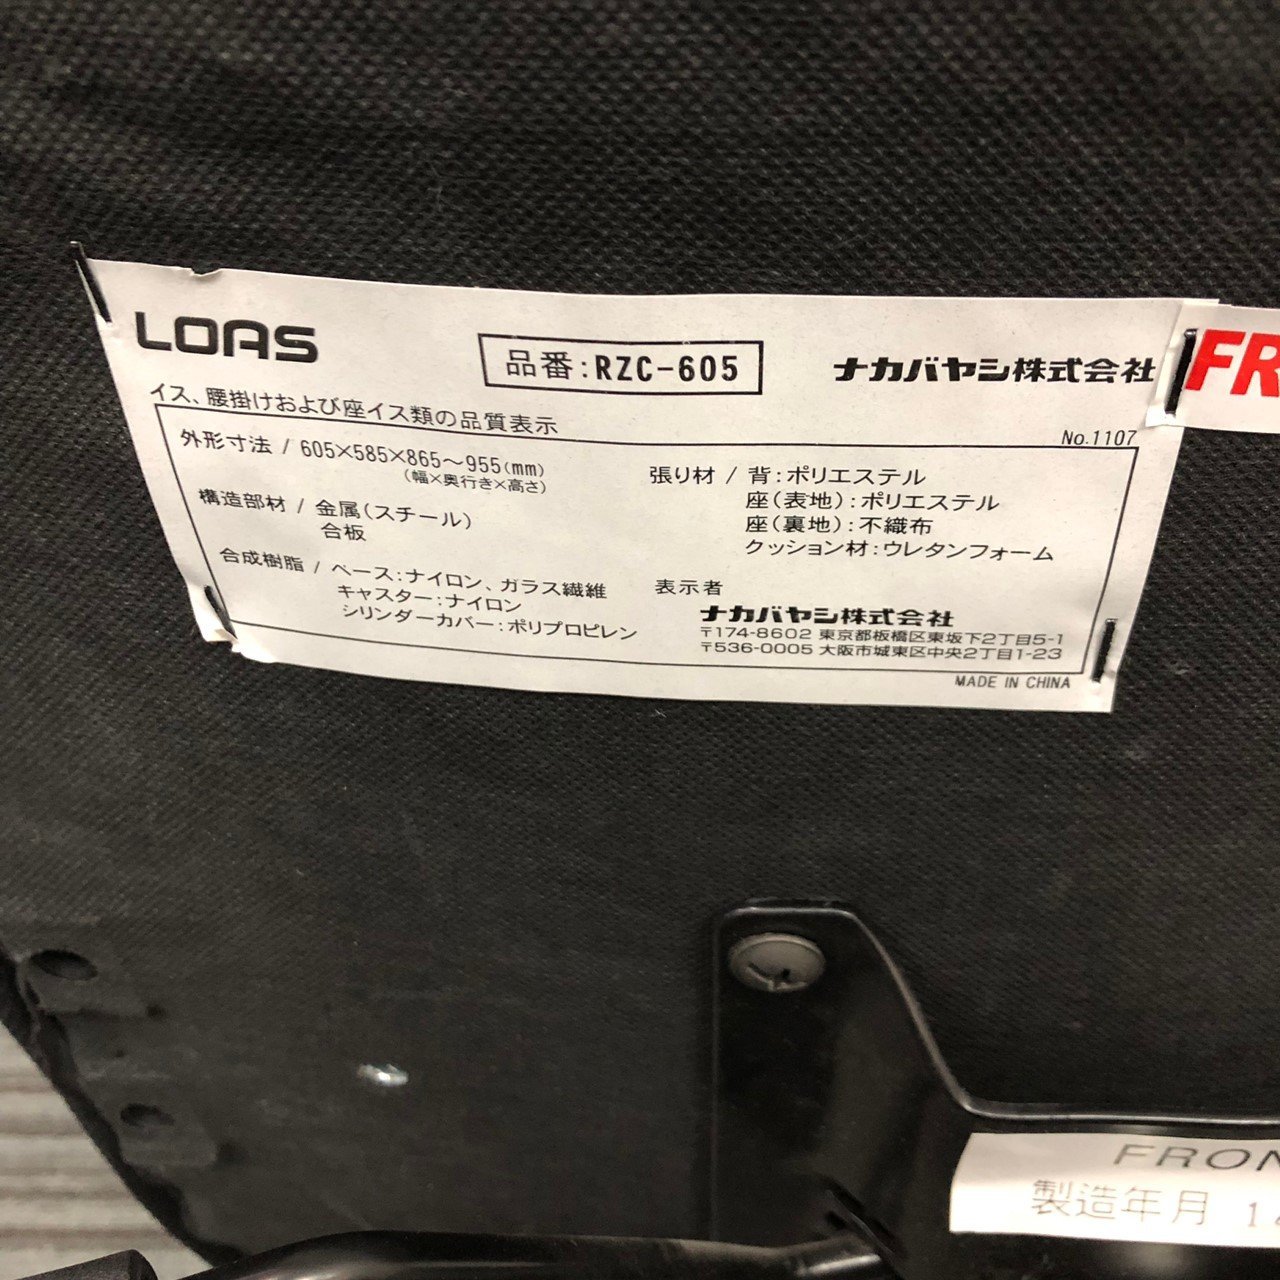 LOAS
品番:RZC-605
ナカバヤシ株式会社
FR
イス、腰掛けおよび座イス類の品質表示
No.1107
外形寸法 / 605×585×865〜955(mm)
(幅×奥行き×高さ)
構造部材 / 金属(スチール)
合板
合成樹脂 / ベース:ナイロン、ガラス繊維
キャスター:ナイロン
シリンダーカバー:ポリプロピレン
張り材 / 背:ポリエステル
座(表地):ポリエステル
座(裏地):不織布
クッション材:ウレタンフォーム
表示者
ナカバヤシ株式会社
〒174-8602 東京都板橋区東坂下2丁目5-1
〒536-0005 大阪市城東区中央2丁目1-23
MADE IN CHINA
FRON
製造年月 14